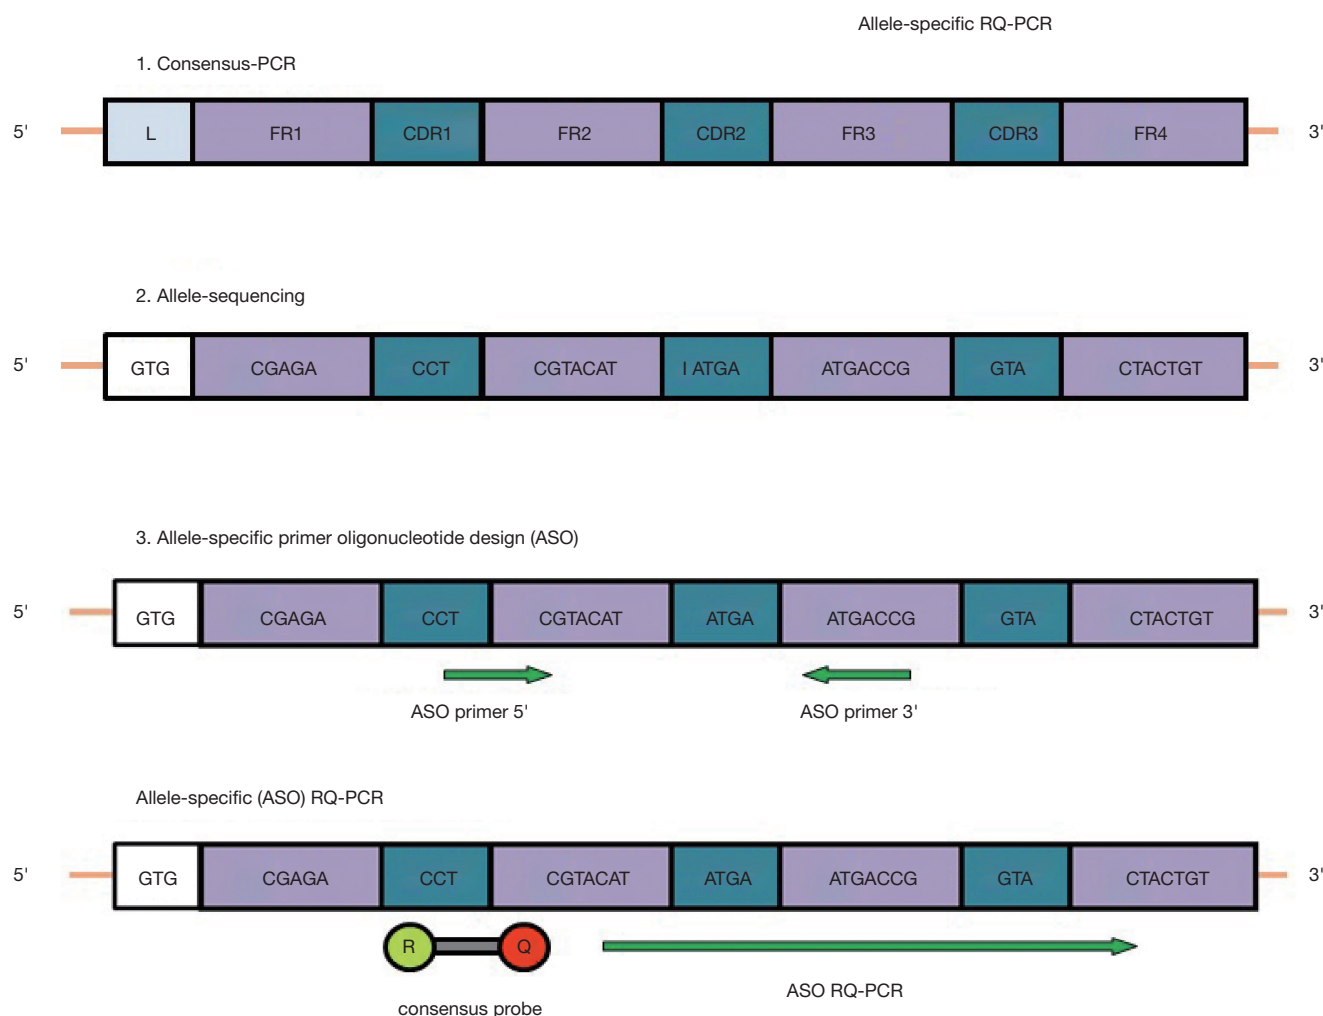 Allele-specific RQ-PCR
1. Consensus-PCR
5' L FR1 CDR1 FR2 CDR2 FR3 CDR3 FR4 3'
2. Allele-sequencing
5' GTG CGAGA CCT CGTACAT I ATGA ATGACCG GTA CTACTGT 3'
3. Allele-specific primer oligonucleotide design (ASO)
5' GTG CGAGA CCT CGTACAT ATGA ATGACCG GTA CTACTGT 3'
ASO primer 5' ASO primer 3'
Allele-specific (ASO) RQ-PCR
5' GTG CGAGA CCT CGTACAT ATGA ATGACCG GTA CTACTGT 3'
R Q
ASO RQ-PCR
consensus probe